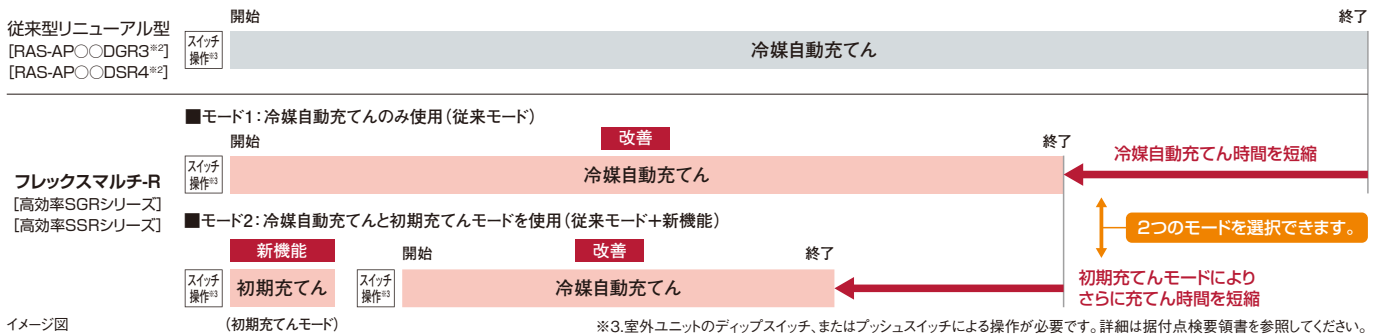 従来型リニューアル型
[RAS-AP○○DGR3※2]
[RAS-AP○○DSR4※2]
開始
終了
スイッチ
操作※3
冷媒自動充てん
フレックスマルチ-R
[高効率SGRシリーズ]
[高効率SSRシリーズ]
■モード1：冷媒自動充てんのみ使用（従来モード）
開始
改善
終了
スイッチ
操作※3
冷媒自動充てん
冷媒自動充てん時間を短縮
2つのモードを選択できます。
■モード2：冷媒自動充てんと初期充てんモードを使用（従来モード＋新機能）
新機能
開始
改善
終了
スイッチ
操作※3
初期充てん
スイッチ
操作※3
冷媒自動充てん
初期充てんモードにより
さらに充てん時間を短縮
イメージ図
（初期充てんモード）
※3.室外ユニットのディップスイッチ、またはプッシュスイッチによる操作が必要です。詳細は据付点検要領書を参照してください。